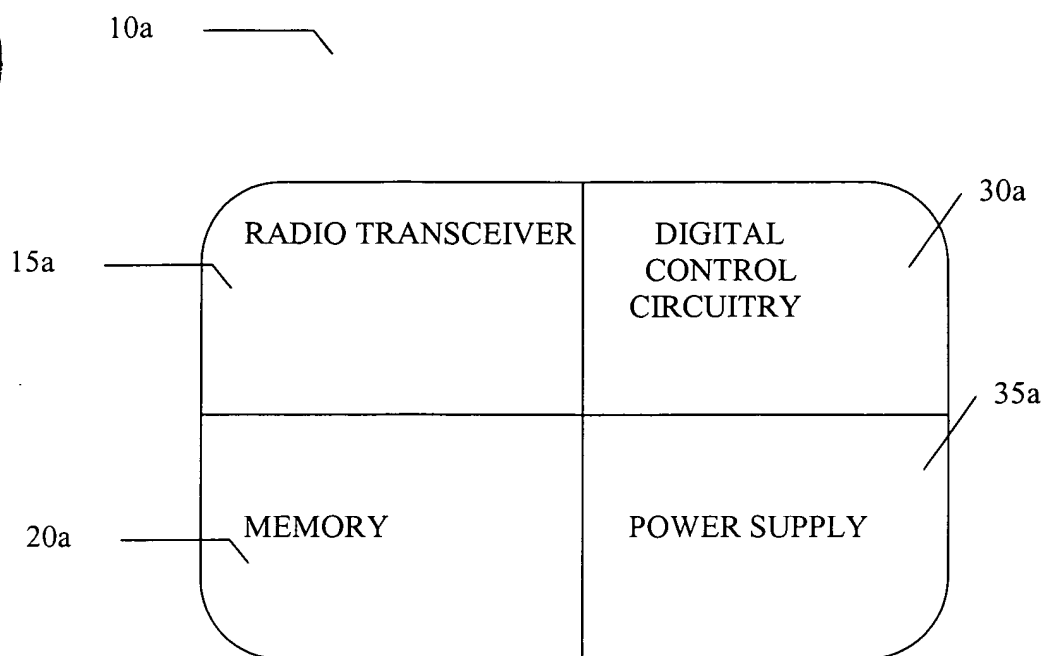 10a
RADIO TRANSCEIVER
DIGITAL
CONTROL
CIRCUITRY
30a
15a
35a
MEMORY
POWER SUPPLY
20a